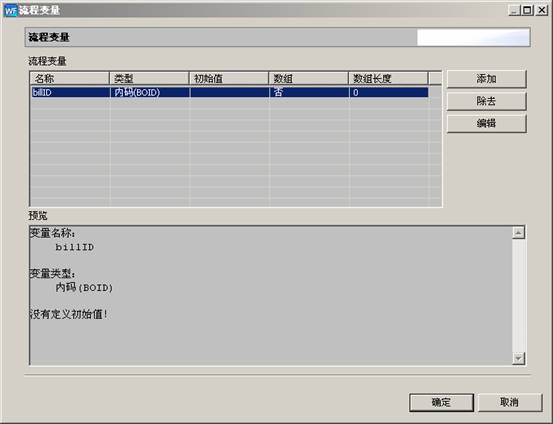 WF 流程变量
流程变量
流程变量
名称 类型 初始值 数组 数组长度
billID 内码(BOID) 否 0
添加
除去
编辑
预览
变量名称:
billID
变量类型:
内码(BOID)
没有定义初始值!
确定 取消